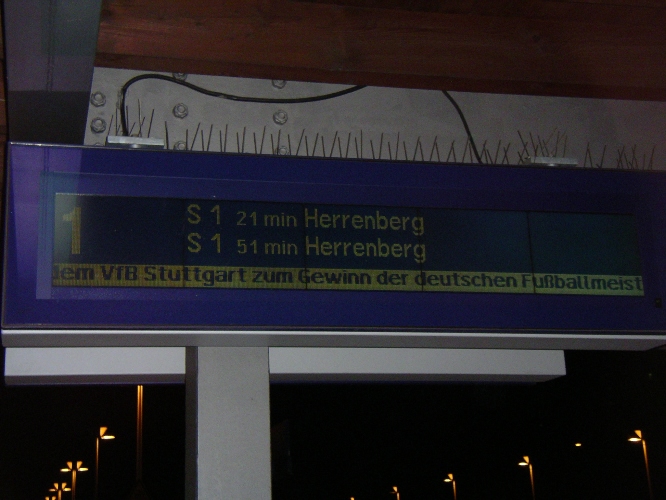 1
S 1 21 min Herrenberg
S 1 51 min Herrenberg
dem VfB Stuttgart zum Gewinn der deutschen Fußballmeist